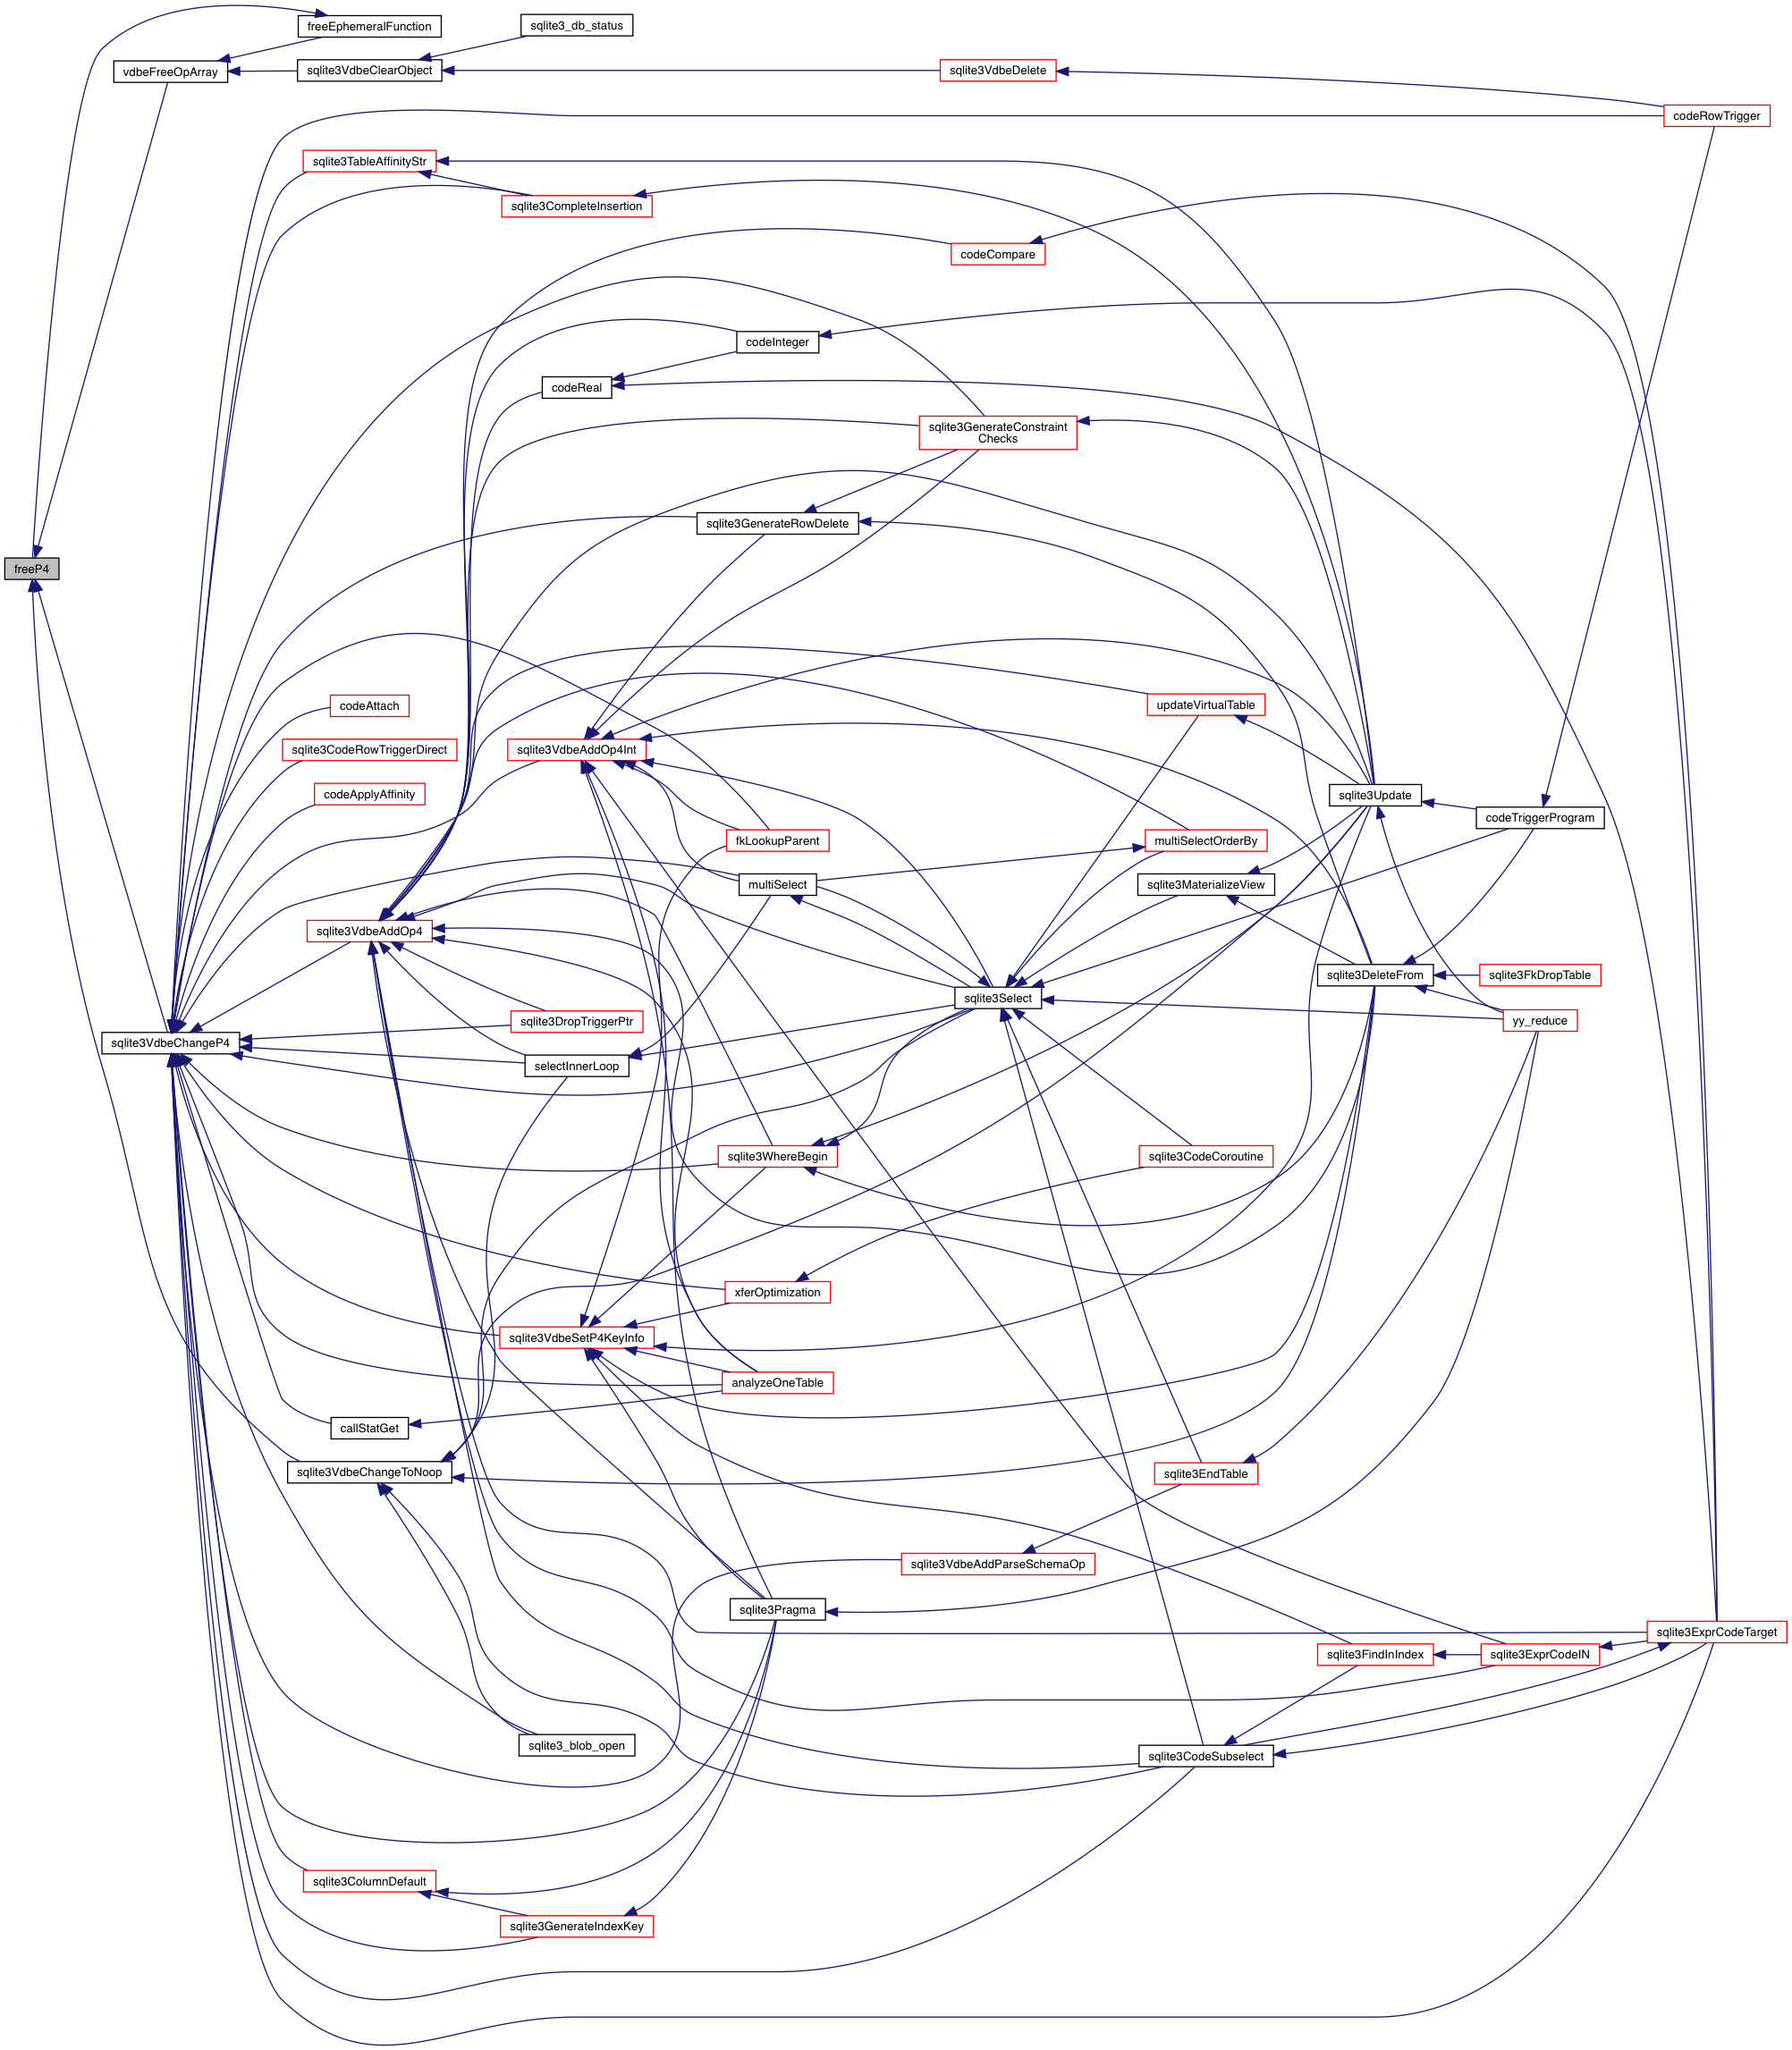 freeEphemeralFunction
sqlite3_db_status
vdbeFreeOpArray
sqlite3VdbeClearObject
sqlite3VdbeDelete
codeRowTrigger
sqlite3TableAffinityStr
sqlite3CompleteInsertion
codeCompare
codeInteger
codeReal
sqlite3GenerateConstraint
Checks
sqlite3GenerateRowDelete
freeP4
codeAttach
updateVirtualTable
sqlite3CodeRowTriggerDirect
sqlite3VdbeAddOp4Int
codeApplyAffinity
sqlite3Update
codeTriggerProgram
fkLookupParent
multiSelectOrderBy
multiSelect
sqlite3MaterializeView
sqlite3VdbeAddOp4
sqlite3DeleteFrom
sqlite3FkDropTable
sqlite3Select
sqlite3DropTriggerPtr
yy_reduce
sqlite3VdbeChangeP4
selectInnerLoop
sqlite3WhereBegin
sqlite3CodeCoroutine
xferOptimization
sqlite3VdbeSetP4KeyInfo
analyzeOneTable
callStatGet
sqlite3VdbeChangeToNoop
sqlite3EndTable
sqlite3VdbeAddParseSchemaOp
sqlite3Pragma
sqlite3ExprCodeTarget
sqlite3FindInIndex
sqlite3ExprCodeIN
sqlite3_blob_open
sqlite3CodeSubselect
sqlite3ColumnDefault
sqlite3GenerateIndexKey